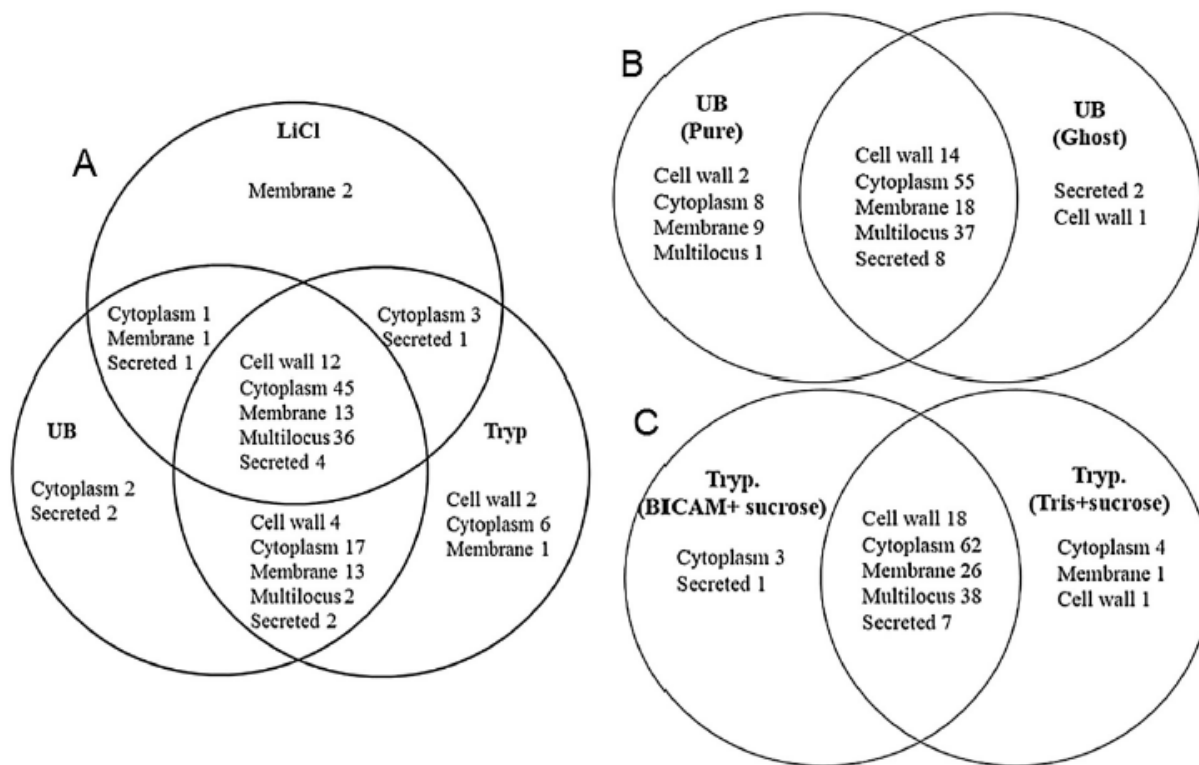 A
LiCl
Membrane 2
Cytoplasm 1
Membrane 1
Secreted 1
Cytoplasm 3
Secreted 1
Cell wall 12
Cytoplasm 45
Membrane 13
Multilocus 36
Secreted 4
UB
Cytoplasm 2
Secreted 2
Tryp
Cell wall 2
Cytoplasm 6
Membrane 1
Cell wall 4
Cytoplasm 17
Membrane 13
Multilocus 2
Secreted 2
B
UB
(Pure)
Cell wall 2
Cytoplasm 8
Membrane 9
Multilocus 1
Cell wall 14
Cytoplasm 55
Membrane 18
Multilocus 37
Secreted 8
UB
(Ghost)
Secreted 2
Cell wall 1
C
Tryp.
(BICAM+ sucrose)
Cytoplasm 3
Secreted 1
Cell wall 18
Cytoplasm 62
Membrane 26
Multilocus 38
Secreted 7
Tryp.
(Tris+sucrose)
Cytoplasm 4
Membrane 1
Cell wall 1